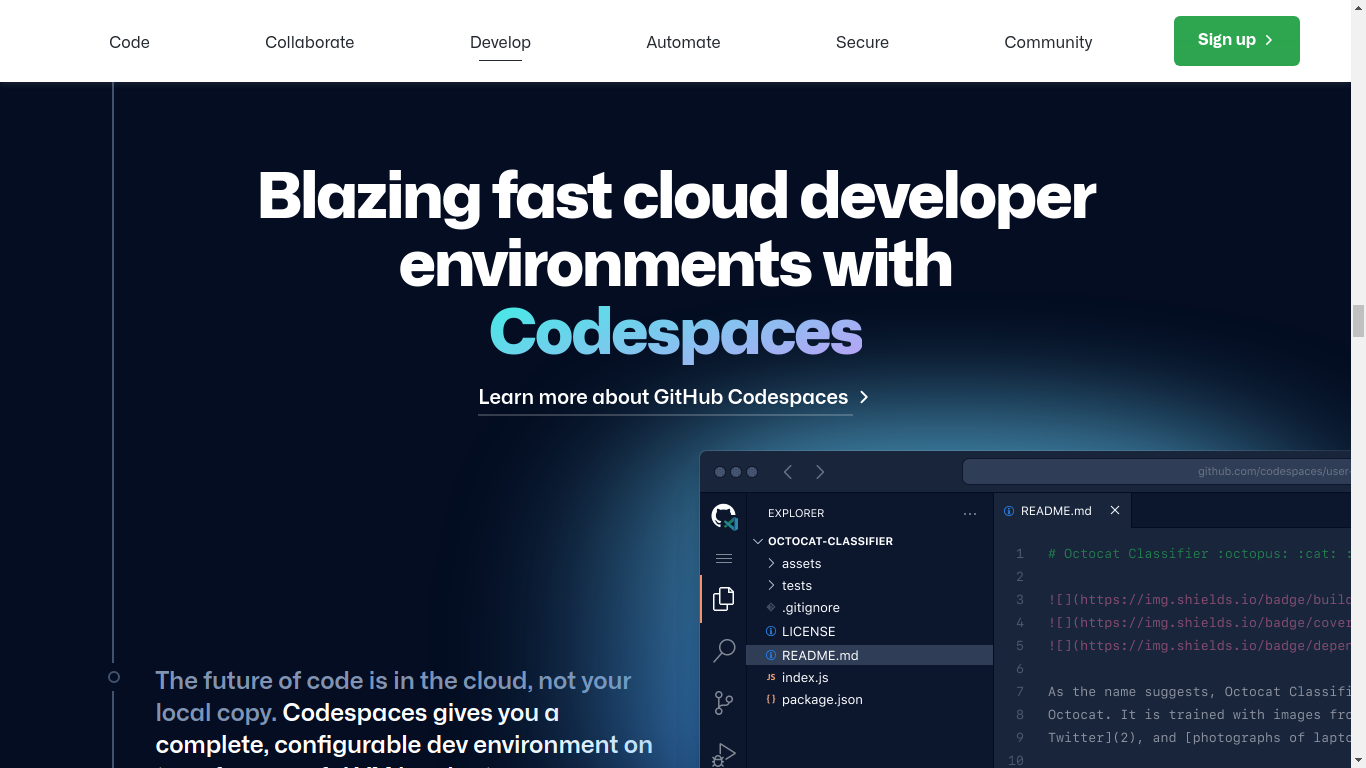 Code
Collaborate
Develop
Automate
Secure
Community
Sign up
Blazing fast cloud developer
environments with
Codespaces
Learn more about GitHub Codespaces
github.com/codespaces/user-
EXPLORER
README.md
OCTOCAT-CLASSIFIER
assets
tests
.gitignore
LICENSE
README.md
index.js
package.json
1 # Octocat Classifier :octopus: :cat: :
2
3 ![](https://img.shields.io/badge/build
4 ![](https://img.shields.io/badge/cover
5 ![](https://img.shields.io/badge/depen
6
7 As the name suggests, Octocat Classifi
8 Octocat. It is trained with images fro
9 Twitter](2), and [photographs of lapto
10
The future of code is in the cloud, not your
local copy. Codespaces gives you a
complete, configurable dev environment on